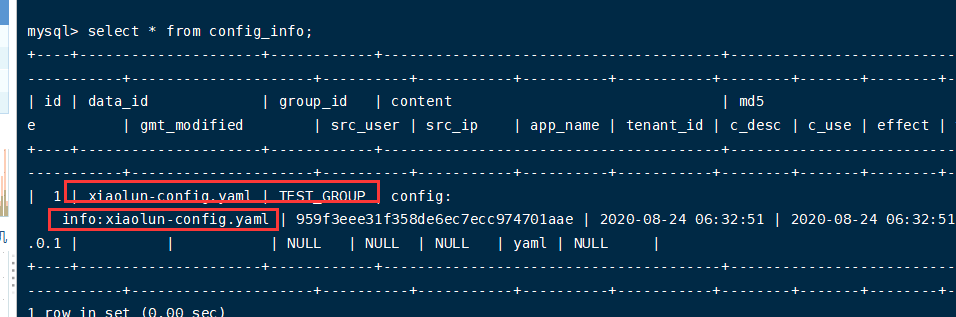 mysql> select * from config_info;
+----+--------------------+------------+--------------------------------------+-------------------------
-----------+---------------------+----------+-----------+----------+-----------+--------+-------+--------+-
| id | data_id | group_id | content | md5
e | gmt_modified | src_user | src_ip | app_name | tenant_id | c_desc | c_use | effect |
+----+--------------------+------------+--------------------------------------+-------------------------
-----------+---------------------+----------+-----------+----------+-----------+--------+-------+--------+-
| 1 | xiaolun-config.yaml | TEST_GROUP | config:
info:xiaolun-config.yaml | 959f3eee31f358de6ec7ecc974701aae | 2020-08-24 06:32:51 | 2020-08-24 06:32:51
.0.1 | | | NULL | NULL | NULL | yaml | NULL |
+----+--------------------+------------+--------------------------------------+-------------------------
-----------+---------------------+----------+-----------+----------+-----------+--------+-------+--------+-
1 row in set (0.00 sec)